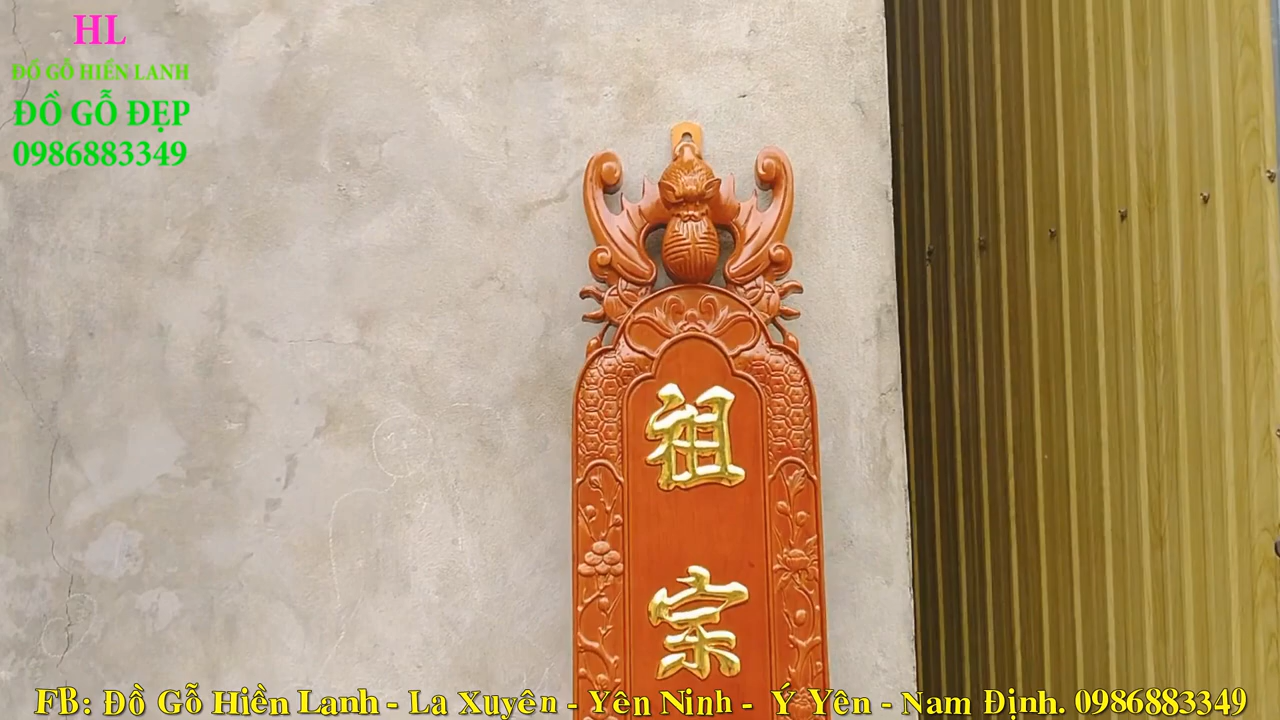 HL
ĐỒ GỖ HIỀN LANH
ĐỒ GỖ ĐẸP
0986883349
祖
宗
FB: Đồ Gỗ Hiền Lanh - La Xuyên - Yên Ninh - Ý Yên - Nam Định. 0986883349